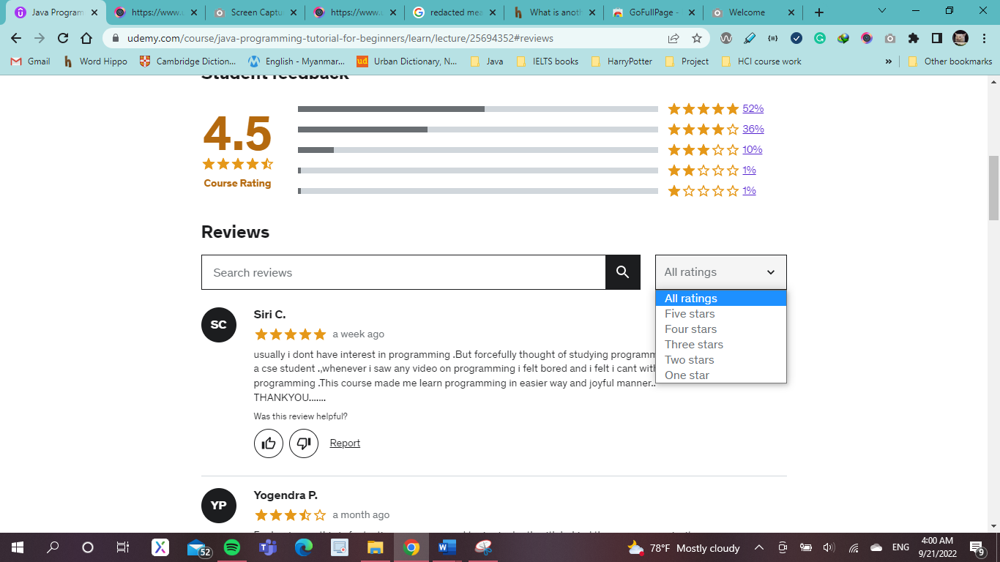 Java Program
https://www.u
Screen Captu
https://www.u
redacted mea
What is anoth
GoFullPage -
Welcome
udemy.com/course/java-programming-tutorial-for-beginners/learn/lecture/25694352#reviews
Gmail
Word Hippo
Cambridge Diction...
English - Myanmar...
ud Urban Dictionary, N...
Java
IELTS books
HarryPotter
Project
HCI course work
»
Other bookmarks
Student feedback
4.5
Course Rating
52%
36%
10%
1%
1%
Reviews
Search reviews
All ratings
All ratings
Five stars
Four stars
Three stars
Two stars
One star
SC
Siri C.
a week ago
usually i dont have interest in programming .But forcefully thought of studying programm
a cse student .,whenever i saw any video on programming i felt bored and i felt i cant with
programming .This course made me learn programming in easier way and joyful manner..
THANKYOU.......
Was this review helpful?
Report
YP
Yogendra P.
a month ago
52
78°F Mostly cloudy
ENG
4:00 AM
9/21/2022
9